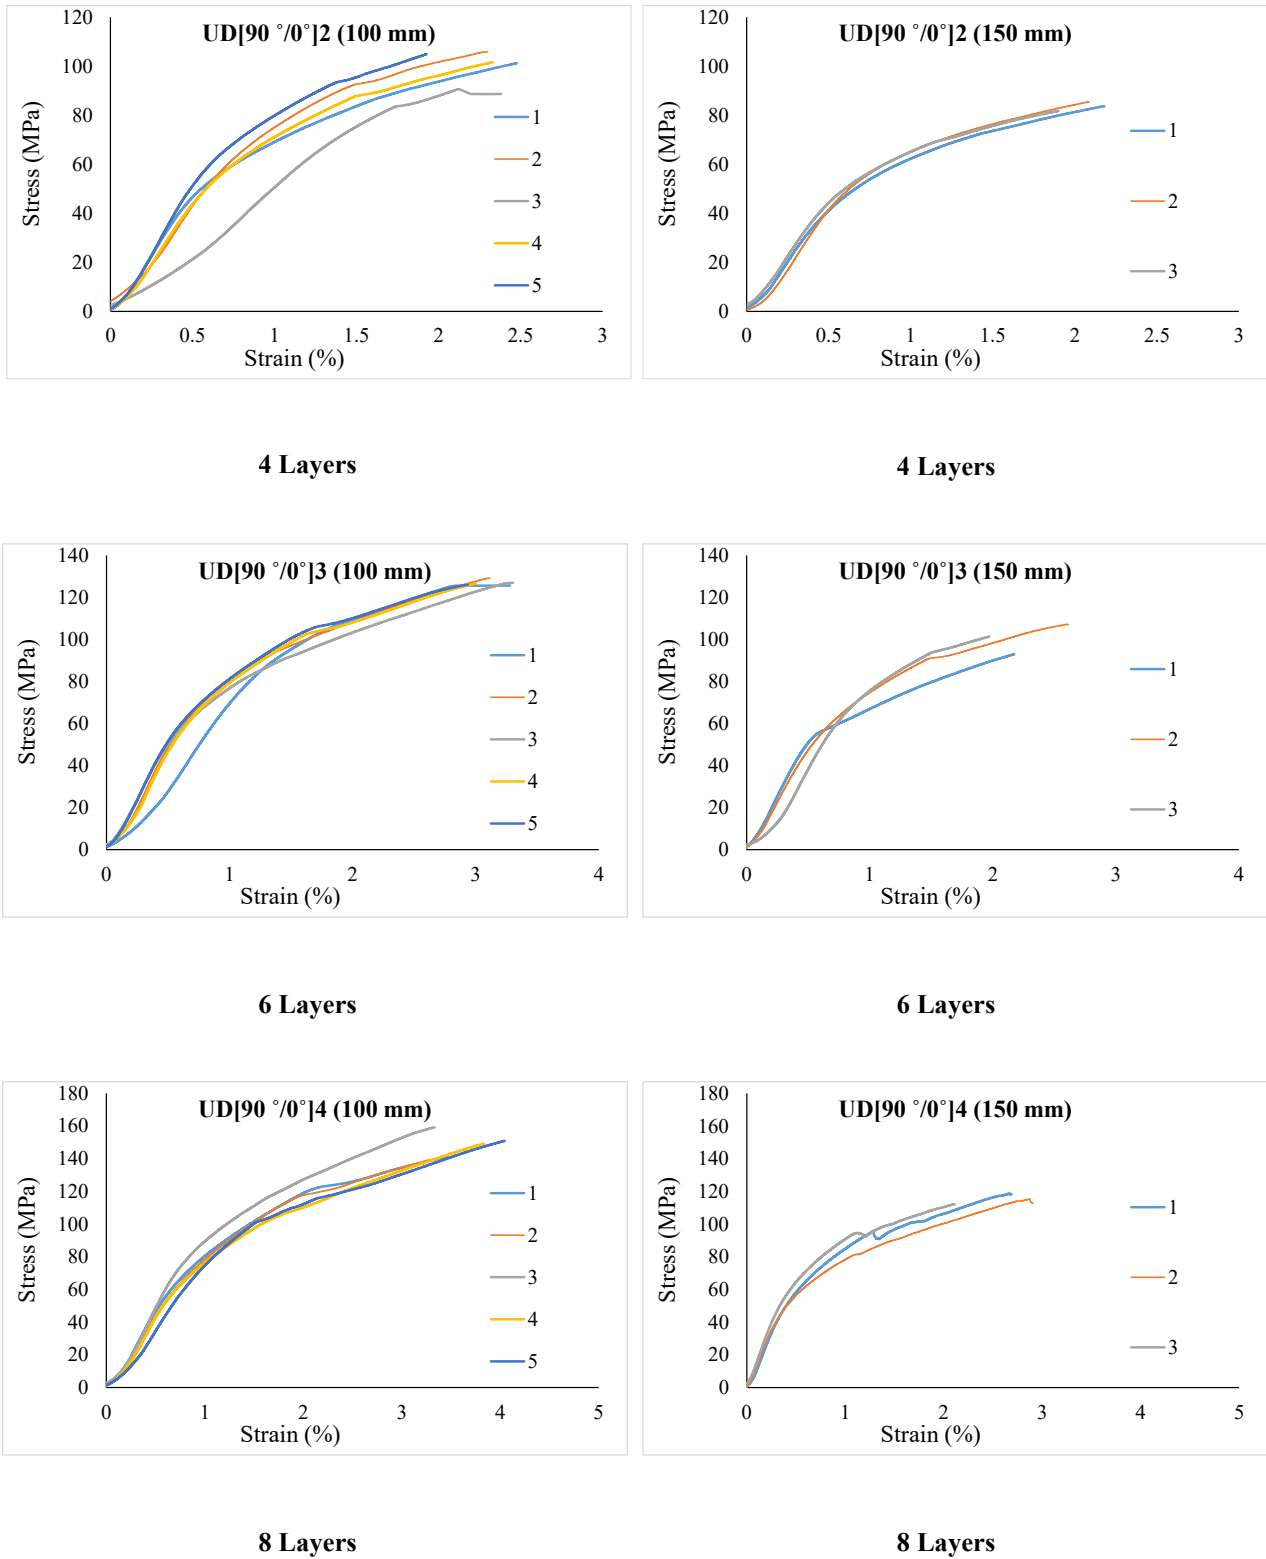 UD[90 ˚/0˚]2 (100 mm)
Stress (MPa)
120
100
80
60
40
20
0
0 0.5 1 1.5 2 2.5 3
Strain (%)
1
2
3
4
5
4 Layers
UD[90 ˚/0˚]2 (150 mm)
Stress (MPa)
120
100
80
60
40
20
0
0 0.5 1 1.5 2 2.5 3
Strain (%)
1
2
3
4 Layers
UD[90 ˚/0˚]3 (100 mm)
Stress (MPa)
140
120
100
80
60
40
20
0
0 1 2 3 4
Strain (%)
1
2
3
4
5
6 Layers
UD[90 ˚/0˚]3 (150 mm)
Stress (MPa)
140
120
100
80
60
40
20
0
0 1 2 3 4
Strain (%)
1
2
3
6 Layers
UD[90 ˚/0˚]4 (100 mm)
Stress (MPa)
180
160
140
120
100
80
60
40
20
0
0 1 2 3 4 5
Strain (%)
1
2
3
4
5
8 Layers
UD[90 ˚/0˚]4 (150 mm)
Stress (MPa)
180
160
140
120
100
80
60
40
20
0
0 1 2 3 4 5
Strain (%)
1
2
3
8 Layers